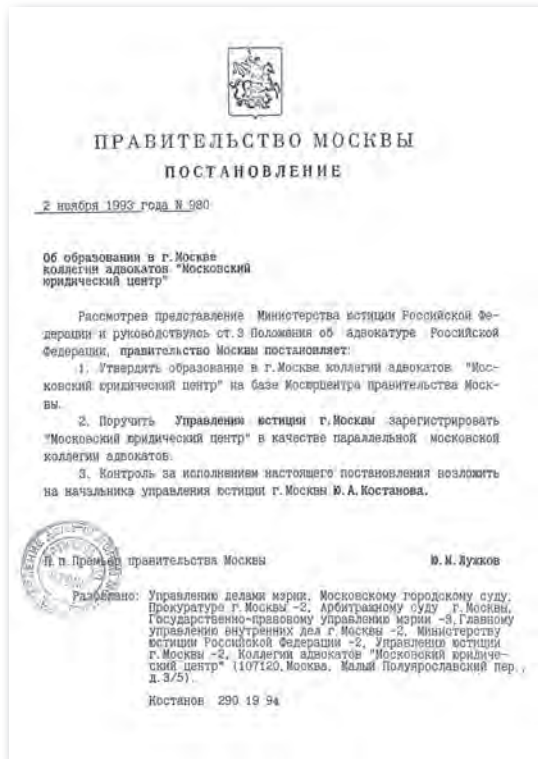 ПРАВИТЕЛЬСТВО МОСКВЫ
ПОСТАНОВЛЕНИЕ
2 ноября 1993 года N 980
Об образовании в г.Москве
коллегии адвокатов "Московский
юридический центр"
Рассмотрев представление Министерства юстиции Российской Фе-
дерации и руководствуясь ст.3 Положения об адвокатуре Российской
Федерации, правительство Москвы постановляет:
1. Утвердить образование в г.Москве коллегии адвокатов "Мос-
ковский юридический центр" на базе Мосюрцентра правительства Моск-
вы.
2. Поручить Управлению юстиции г.Москвы зарегистрировать
"Московский юридический центр" в качестве параллельной московской
коллегии адвокатов.
3. Контроль за исполнением настоящего постановления возложить
на начальника управления юстиции г.Москвы Ю.А.Костанова.
П.п.Премьер правительства Москвы Ю.М.Лужков
Разослано: Управлению делами мэрии, Московскому городскому суду,
Прокуратуре г.Москвы -2, Арбитражному суду г.Москвы,
Государственно-правовому управлению мэрии -3, Главному
управлению внутренних дел г.Москвы -2, Министерству
юстиции Российской Федерации -2, Управлению юстиции
г.Москвы -2, Коллегии адвокатов "Московский юридиче-
ский центр" (107120, Москва, Малый Полуярославский пер.,
д.3/5).
Костанов 290 19 94